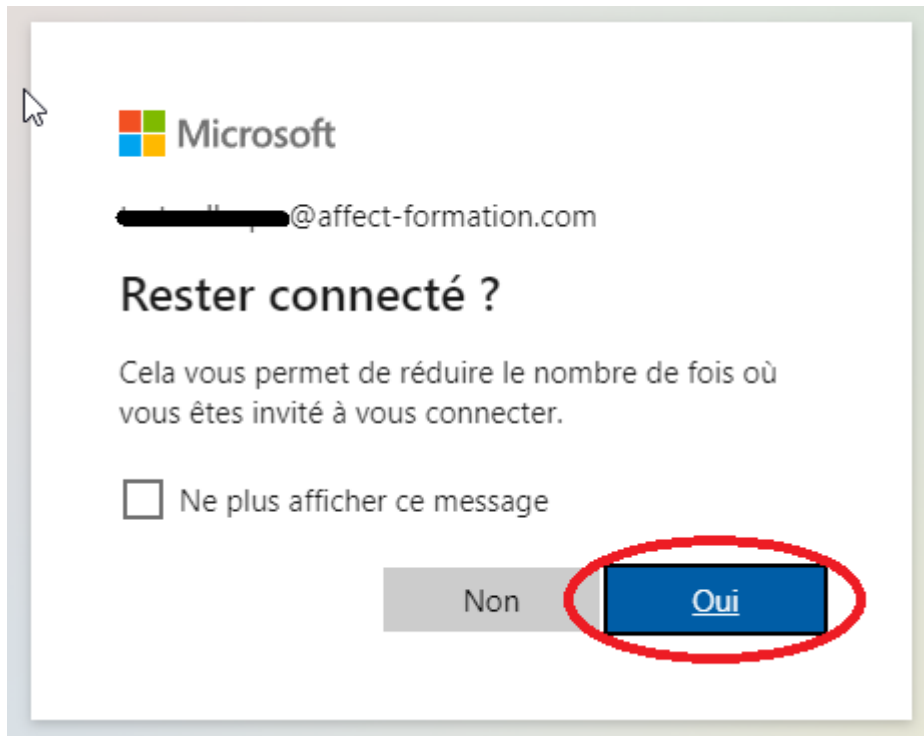 Microsoft
@affect-formation.com
Rester connecté ?
Cela vous permet de réduire le nombre de fois où
vous êtes invité à vous connecter.
Ne plus afficher ce message
Non
Oui